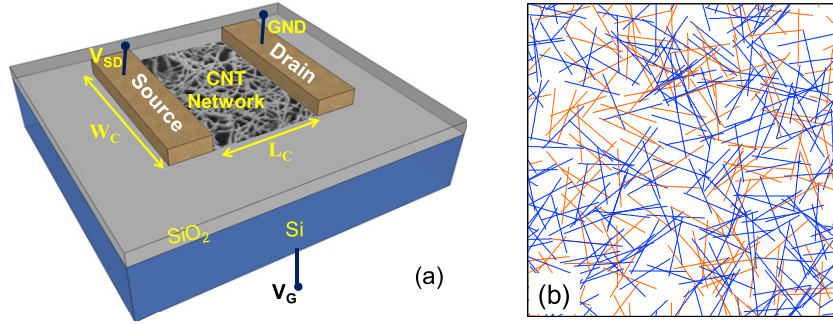 GND
V_SD
Source
CNT
Network
Drain
W_C
L_C
SiO₂
Si
V_G
(a)
(b)